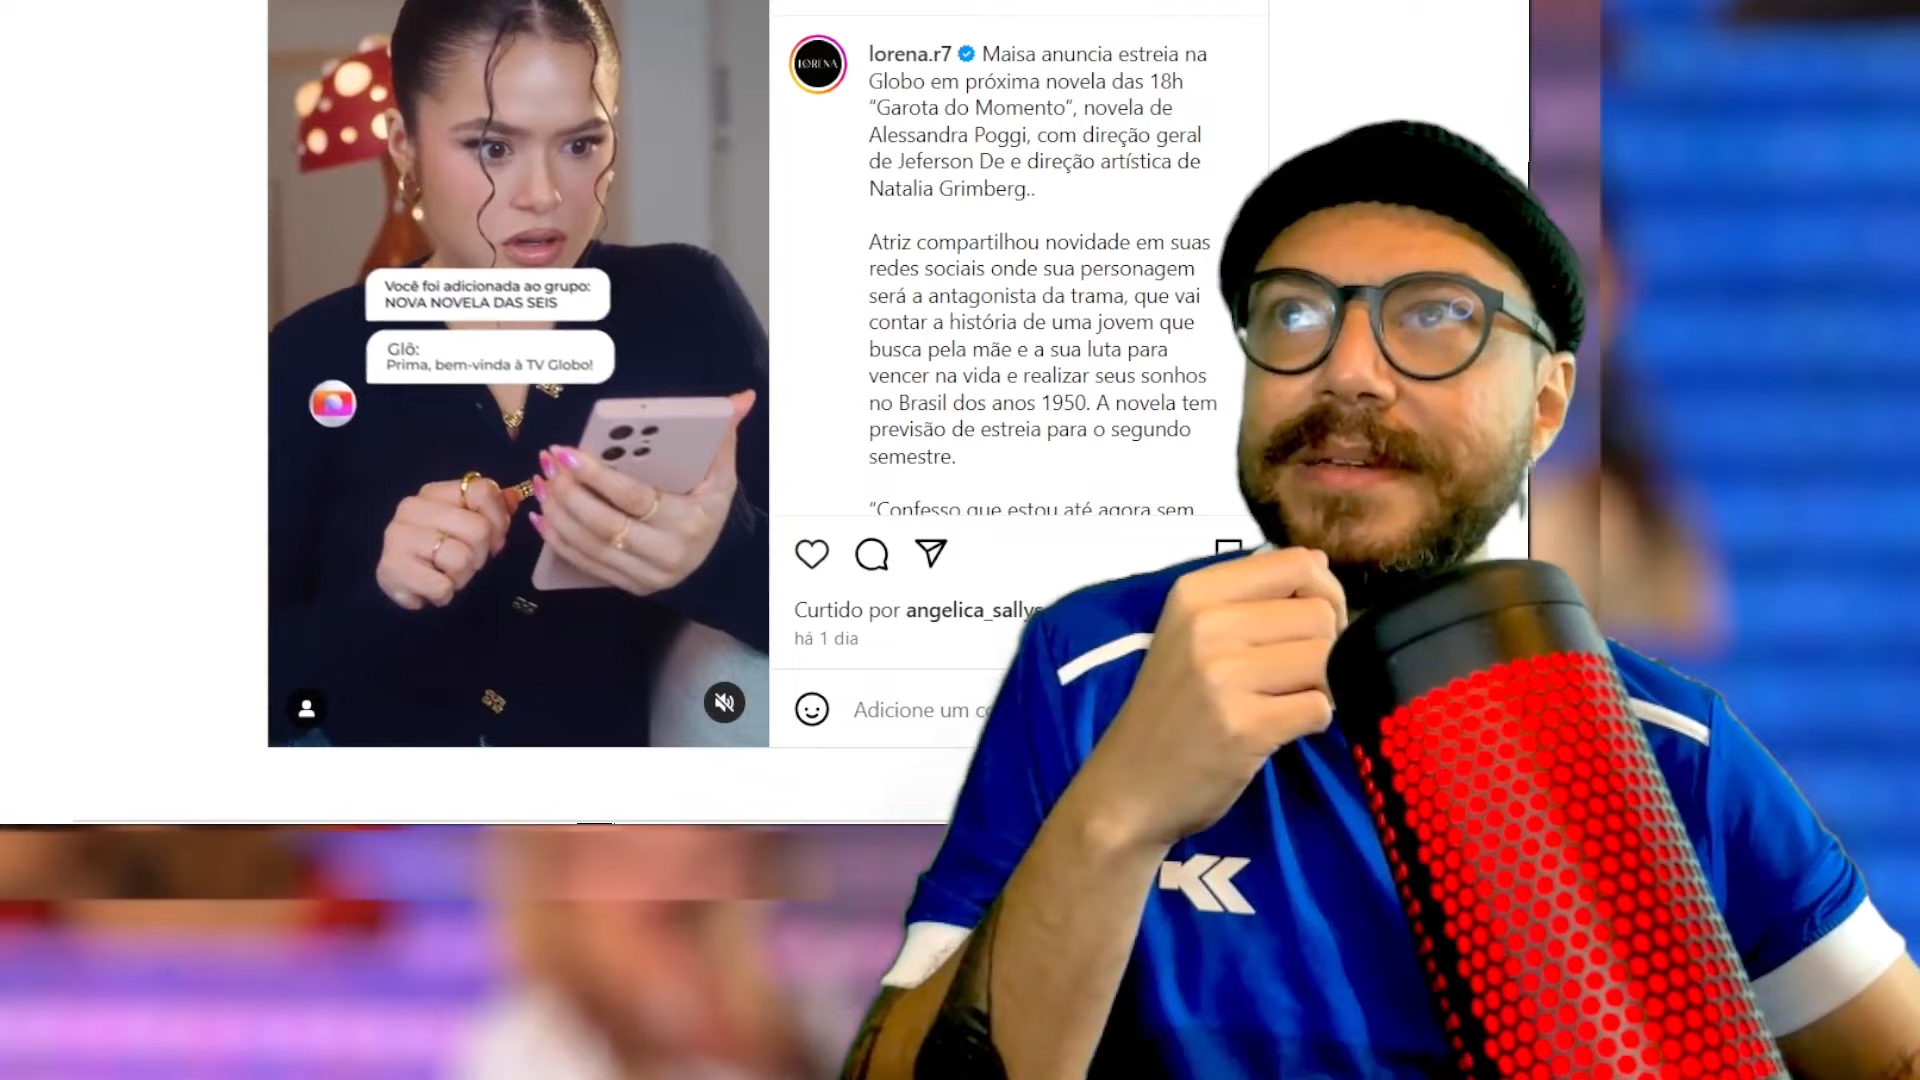 Você foi adicionada ao grupo:
NOVA NOVELA DAS SEIS
Glô:
Prima, bem-vinda à TV Globo!
LORENA
lorena.r7 Maisa anuncia estreia na
Globo em próxima novela das 18h
“Garota do Momento”, novela de
Alessandra Poggi, com direção geral
de Jeferson De e direção artística de
Natalia Grimberg..
Atriz compartilhou novidade em suas
redes sociais onde sua personagem
será a antagonista da trama, que vai
contar a história de uma jovem que
busca pela mãe e a sua luta para
vencer na vida e realizar seus sonhos
no Brasil dos anos 1950. A novela tem
previsão de estreia para o segundo
semestre.
“Confesso que estou até agora sem
Curtido por angelica_sallys
há 1 dia
Adicione um co